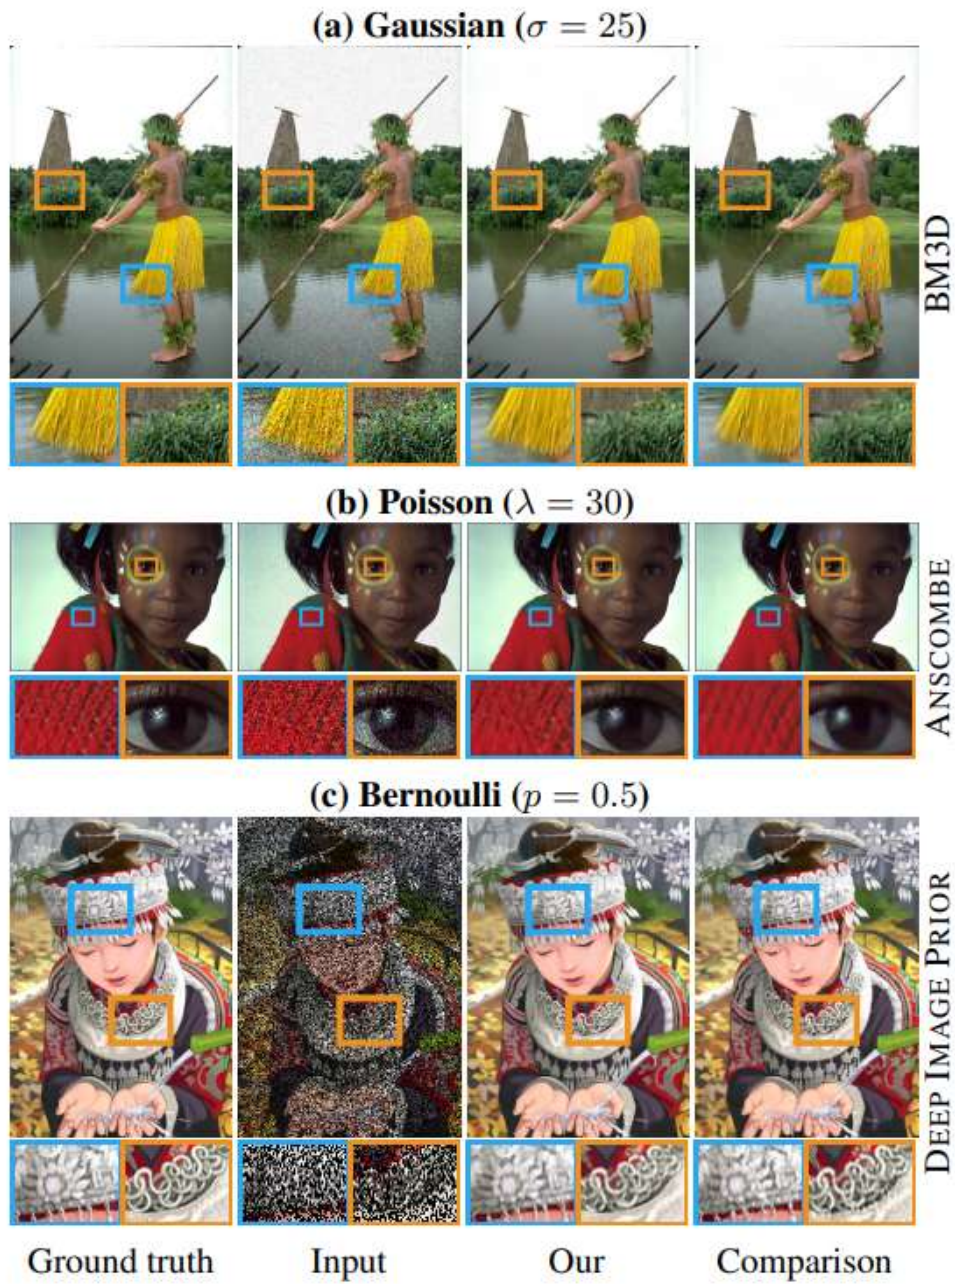 (a) Gaussian (σ = 25)
BM3D
(b) Poisson (λ = 30)
ANSCOMBE
(c) Bernoulli (p = 0.5)
DEEP IMAGE PRIOR
Ground truth
Input
Our
Comparison